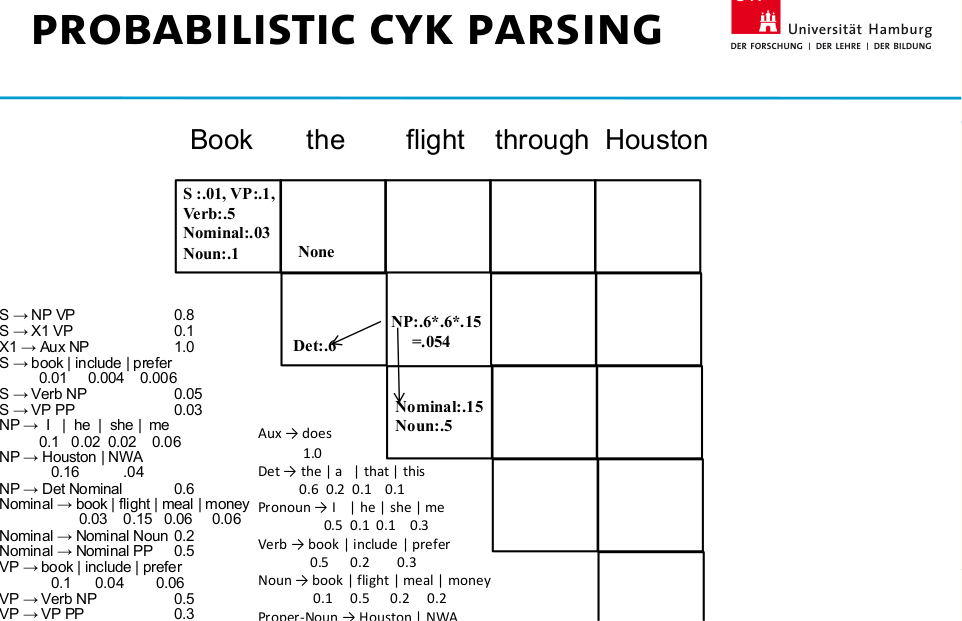 PROBABILISTIC CYK PARSING
Universität Hamburg
DER FORSCHUNG | DER LEHRE | DER BILDUNG
Book the flight through Houston
S :.01, VP:.1,
Verb:.5
Nominal:.03
Noun:.1
None
NP:.6*.6*.15
=.054
Det:.6
Nominal:.15
Noun:.5
S → NP VP 0.8
S → X1 VP 0.1
X1 → Aux NP 1.0
S → book | include | prefer
0.01 0.004 0.006
S → Verb NP 0.05
S → VP PP 0.03
NP → I | he | she | me
0.1 0.02 0.02 0.06
NP → Houston | NWA
0.16 .04
NP → Det Nominal 0.6
Nominal → book | flight | meal | money
0.03 0.15 0.06 0.06
Nominal → Nominal Noun 0.2
Nominal → Nominal PP 0.5
VP → book | include | prefer
0.1 0.04 0.06
VP → Verb NP 0.5
VP → VP PP 0.3
Aux → does
1.0
Det → the | a | that | this
0.6 0.2 0.1 0.1
Pronoun → I | he | she | me
0.5 0.1 0.1 0.3
Verb → book | include | prefer
0.5 0.2 0.3
Noun → book | flight | meal | money
0.1 0.5 0.2 0.2
Proper-Noun → Houston | NWA